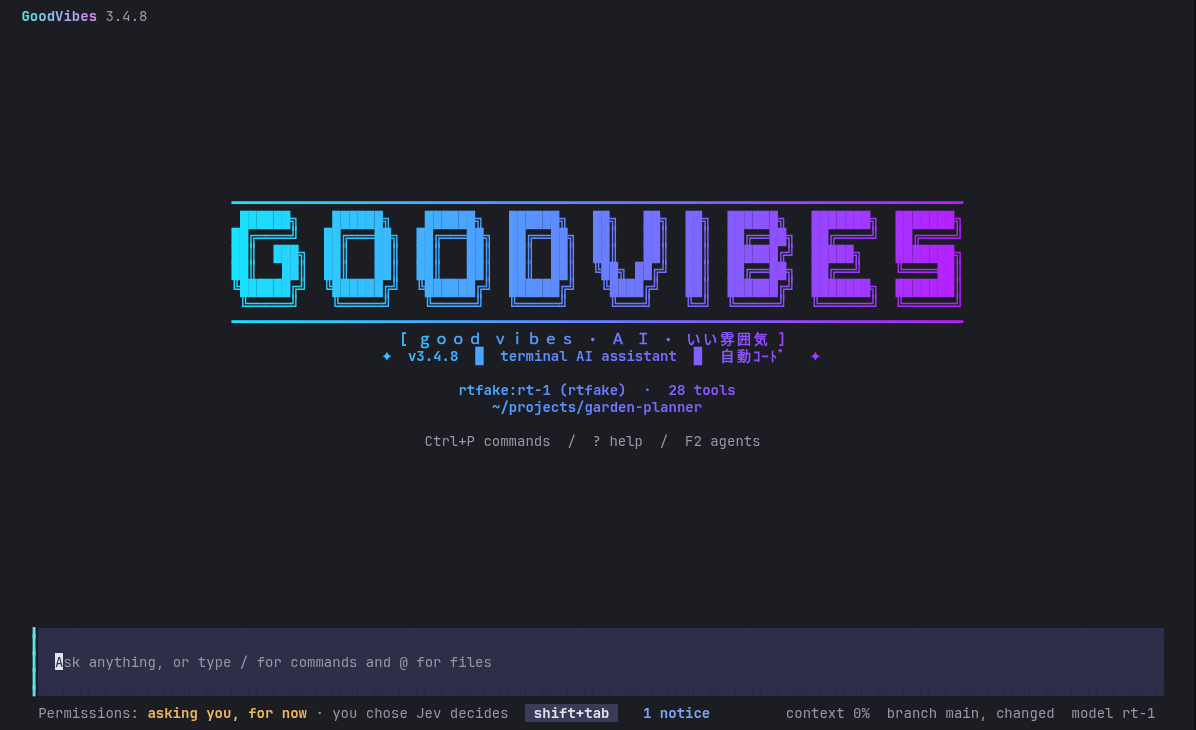 GoodVibes 3.4.8
GOODVIBES
[ good vibes · AI · いい雰囲気 ]
✦ v3.4.8 █ terminal AI assistant █ 自動ｺｰﾄﾞ ✦
rtfake:rt-1 (rtfake) · 28 tools
~/projects/garden-planner
Ctrl+P commands / ? help / F2 agents
Ask anything, or type / for commands and @ for files
Permissions: asking you, for now · you chose Jev decides shift+tab 1 notice context 0% branch main, changed model rt-1